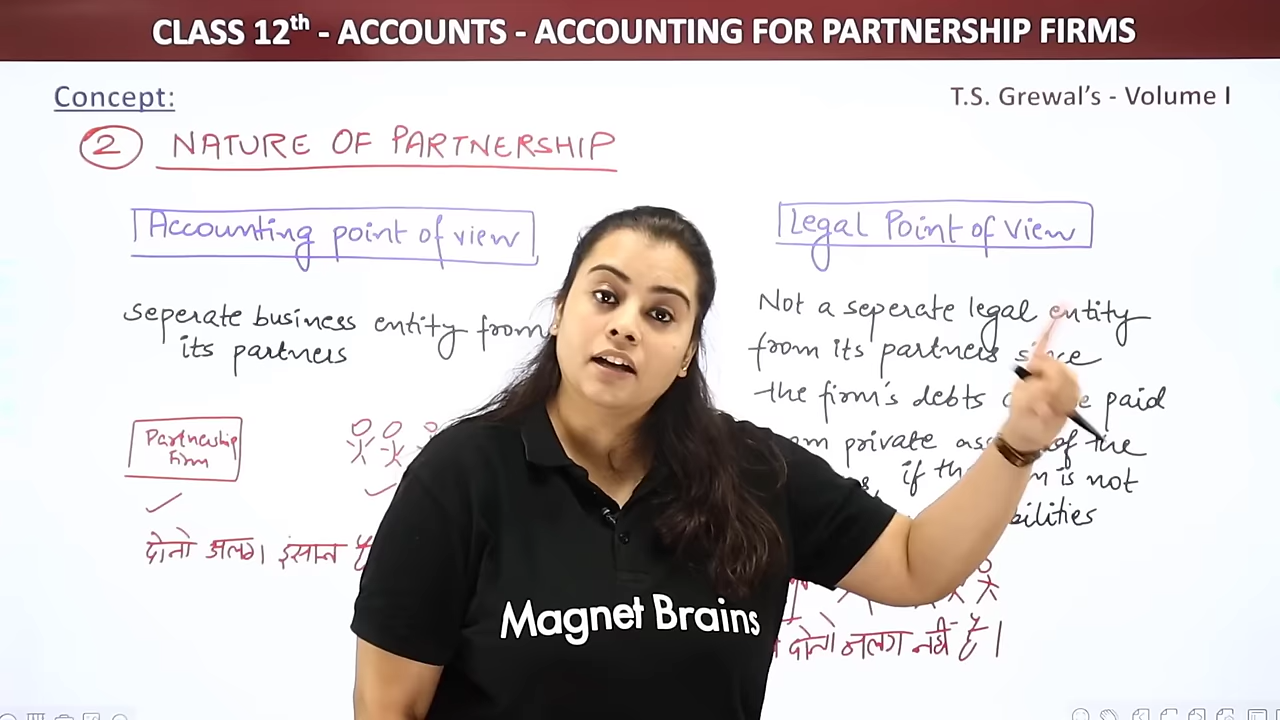 CLASS 12th - ACCOUNTS - ACCOUNTING FOR PARTNERSHIP FIRMS
Concept:
T.S. Grewal's - Volume I
2 NATURE OF PARTNERSHIP
Accounting point of view
Legal Point of View
seperate business entity from
its partners
Not a seperate legal entity
from its partners since
the firm's debts paid
private of the
if is not
Partnership
Firm
दोनो अलग। इंसान
दोनो अलग नहीं है।
Magnet Brains